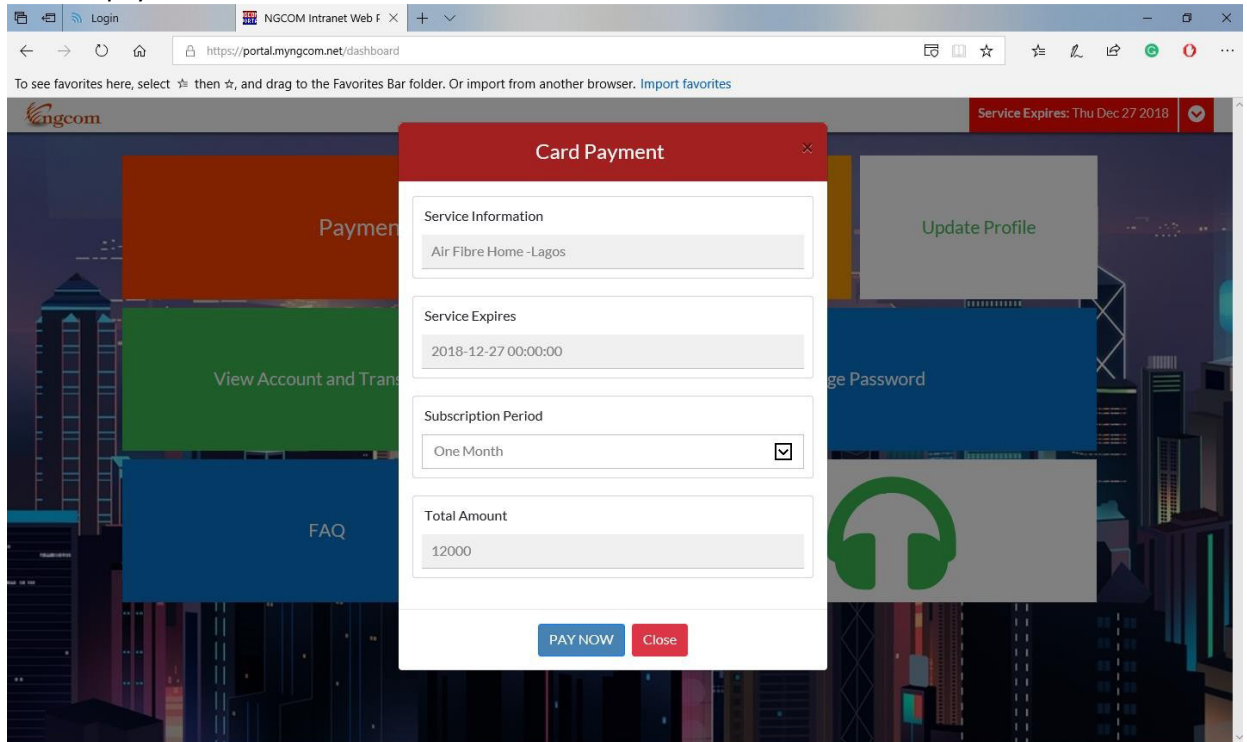 Login
NGCOM Intranet Web F
https://portal.myngcom.net/dashboard
To see favorites here, select then, and drag to the Favorites Bar folder. Or import from another browser. Import favorites
ngcom
Service Expires: Thu Dec 27 2018
Card Payment
×
Service Information
Air Fibre Home -Lagos
Service Expires
2018-12-27 00:00:00
Subscription Period
One Month
Total Amount
12000
PAY NOW
Close
Paymen
Update Profile
View Account and Trans
ge Password
FAQ